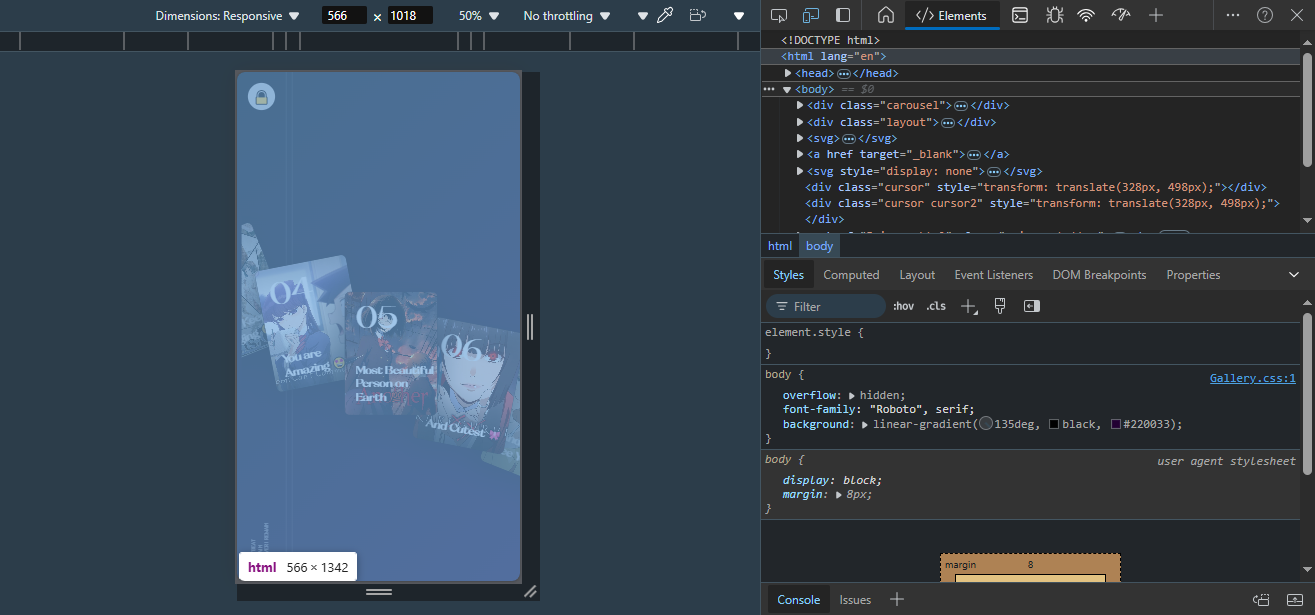 Dimensions: Responsive 566 × 1018 50% No throttling
Elements
<!DOCTYPE html>
<html lang="en">
<head> ••• </head>
••• <body> == $0
<div class="carousel"> ••• </div>
<div class="layout"> ••• </div>
<svg> ••• </svg>
<a href target="_blank"> ••• </a>
<svg style="display: none"> ••• </svg>
<div class="cursor" style="transform: translate(328px, 498px);"></div>
<div class="cursor cursor2" style="transform: translate(328px, 498px);">
</div>
html body
Styles Computed Layout Event Listeners DOM Breakpoints Properties
Filter :hov .cls
element.style {
}
body { Gallery.css:1
overflow: hidden;
font-family: "Roboto", serif;
background: linear-gradient(135deg, black, #220033);
}
body { user agent stylesheet
display: block;
margin: 8px;
}
margin 8
Console Issues
04
You are
Amazing
05
Most Beautiful
Person on
Earth
06
And Cutest
html 566 × 1342